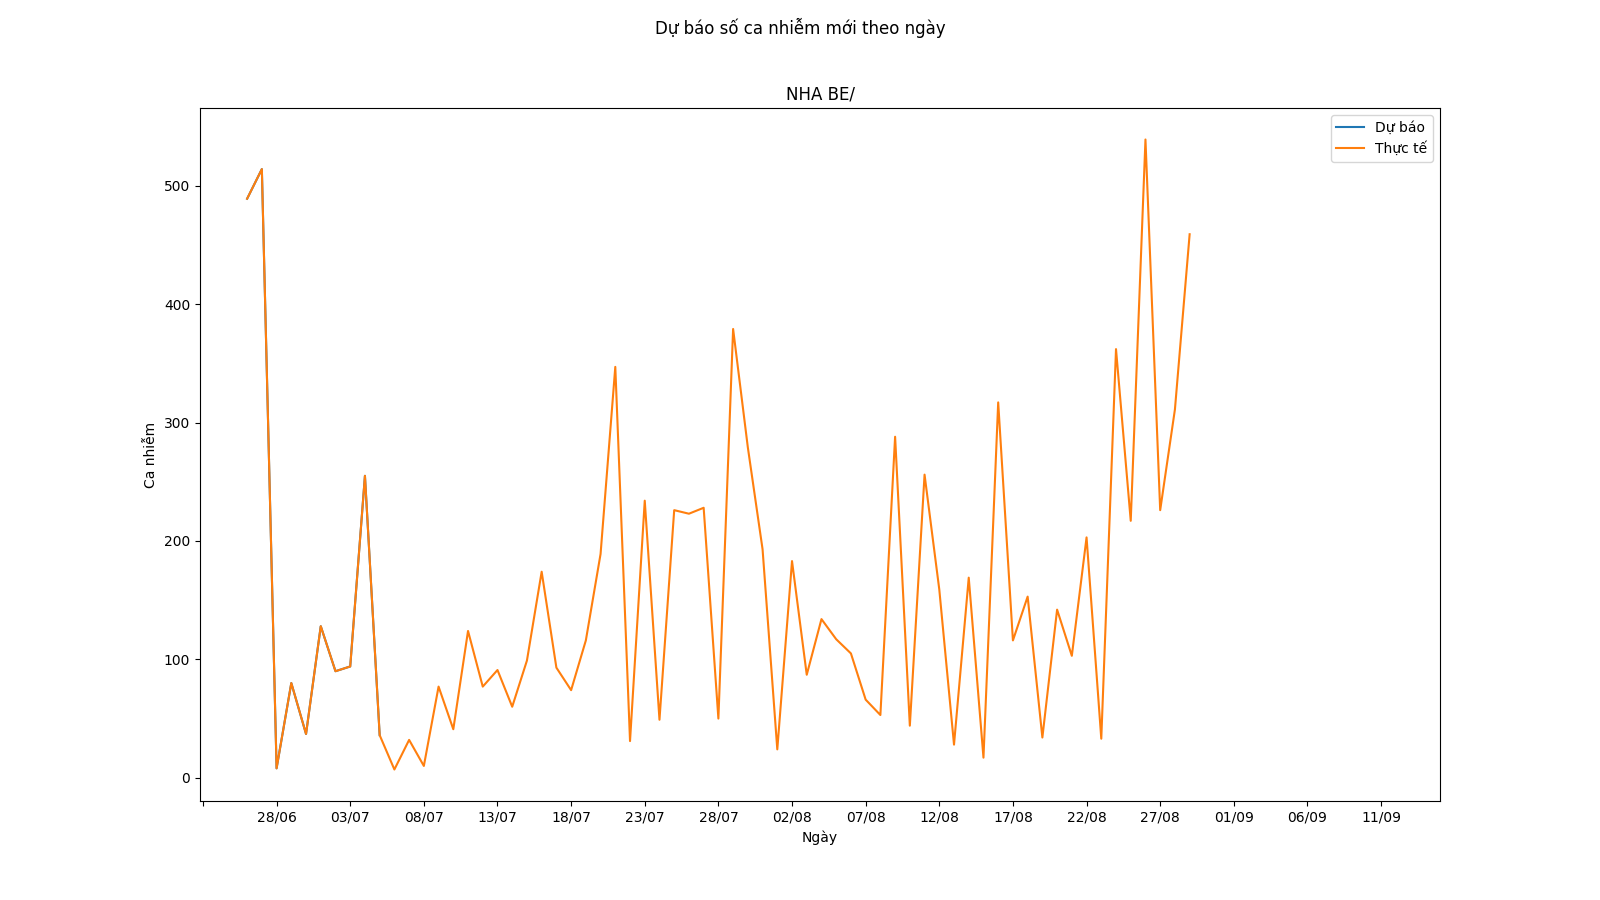 Dự báo số ca nhiễm mới theo ngày
NHA BE/
Dự báo
Thực tế
500
400
300
200
100
0
Ca nhiễm
28/06 03/07 08/07 13/07 18/07 23/07 28/07 02/08 07/08 12/08 17/08 22/08 27/08 01/09 06/09 11/09
Ngày